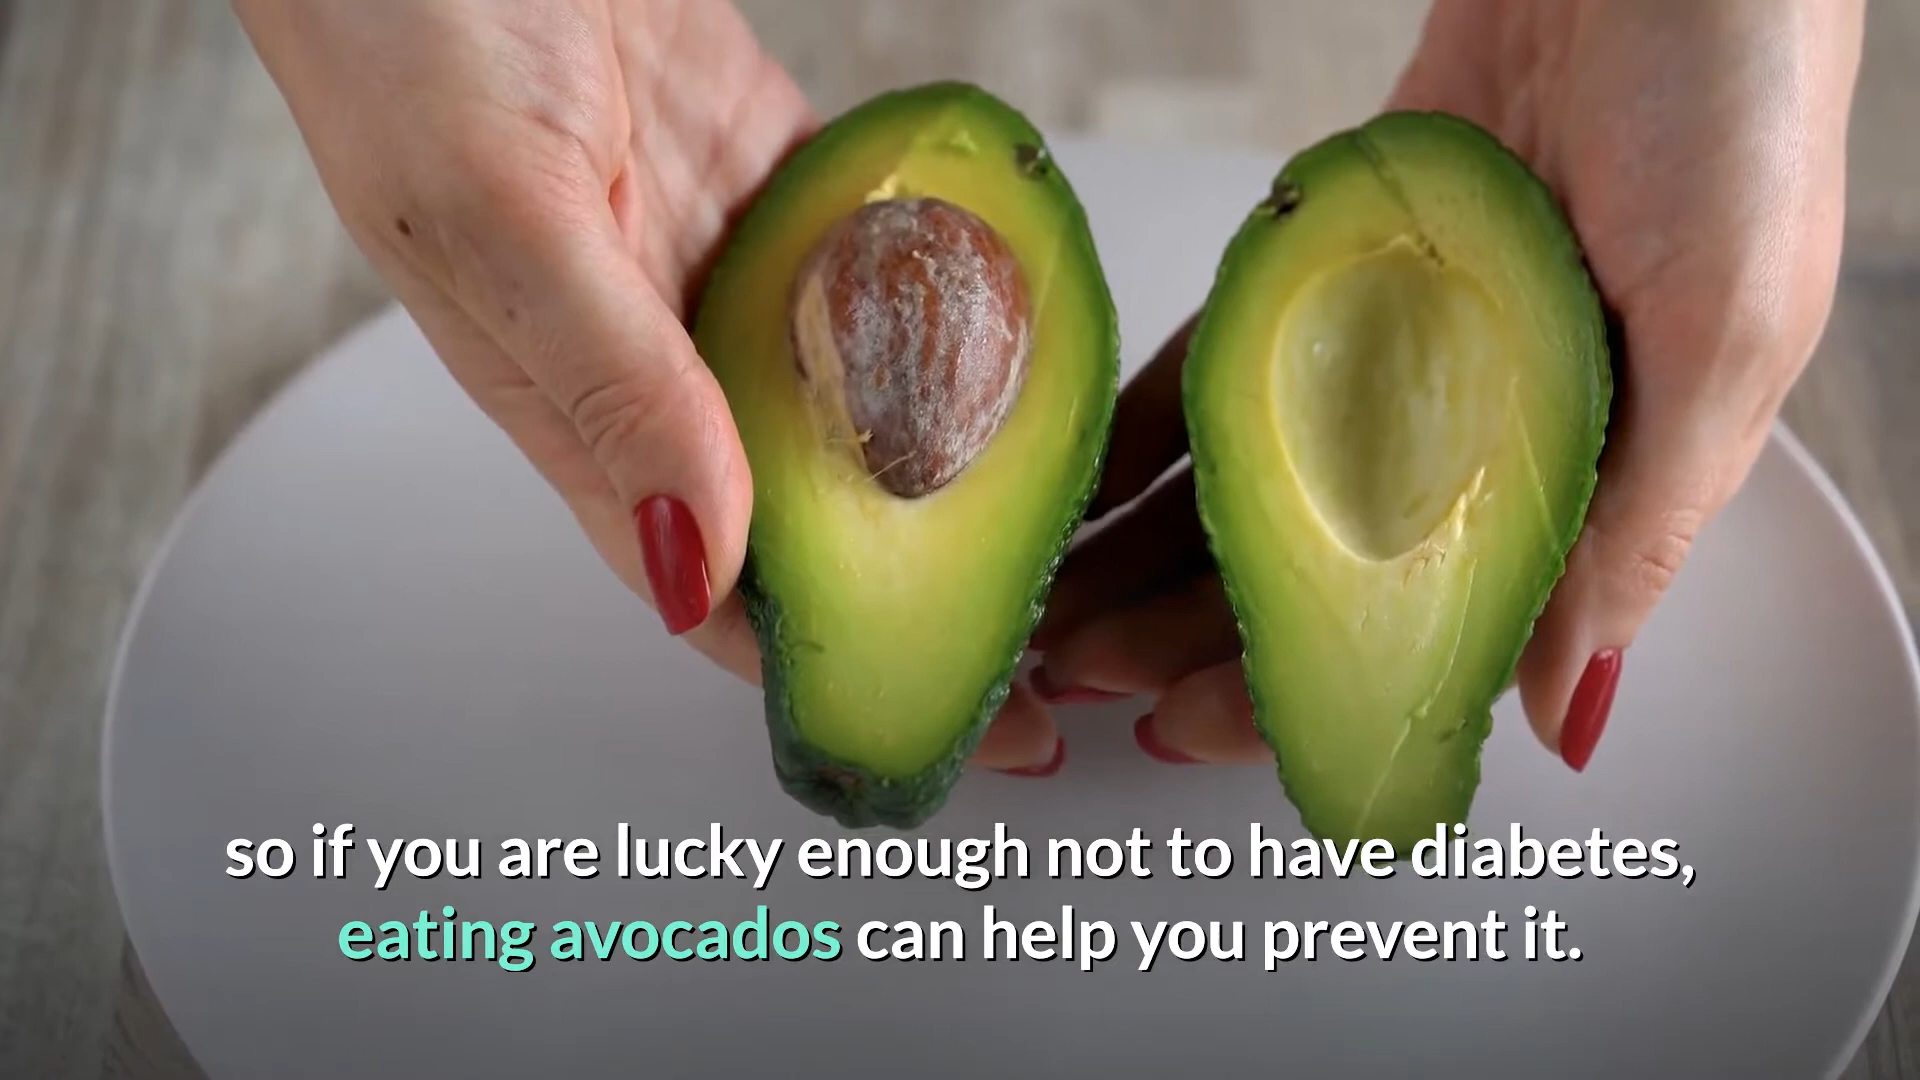 so if you are lucky enough not to have diabetes,
eating avocados can help you prevent it.